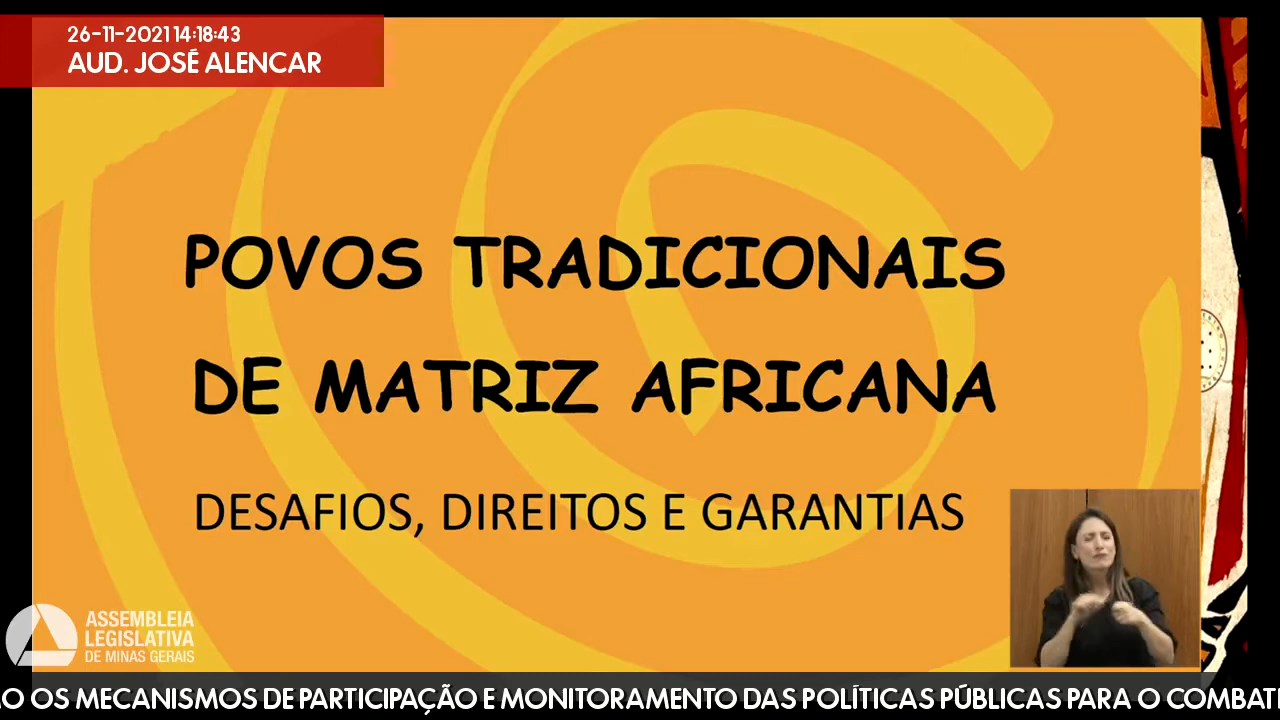 26-11-2021 14:18:43
AUD. JOSÉ ALENCAR
POVOS TRADICIONAIS
DE MATRIZ AFRICANA
DESAFIOS, DIREITOS E GARANTIAS
ASSEMBLEIA
LEGISLATIVA
DE MINAS GERAIS
OS MECANISMOS DE PARTICIPAÇÃO E MONITORAMENTO DAS POLÍTICAS PÚBLICAS PARA O